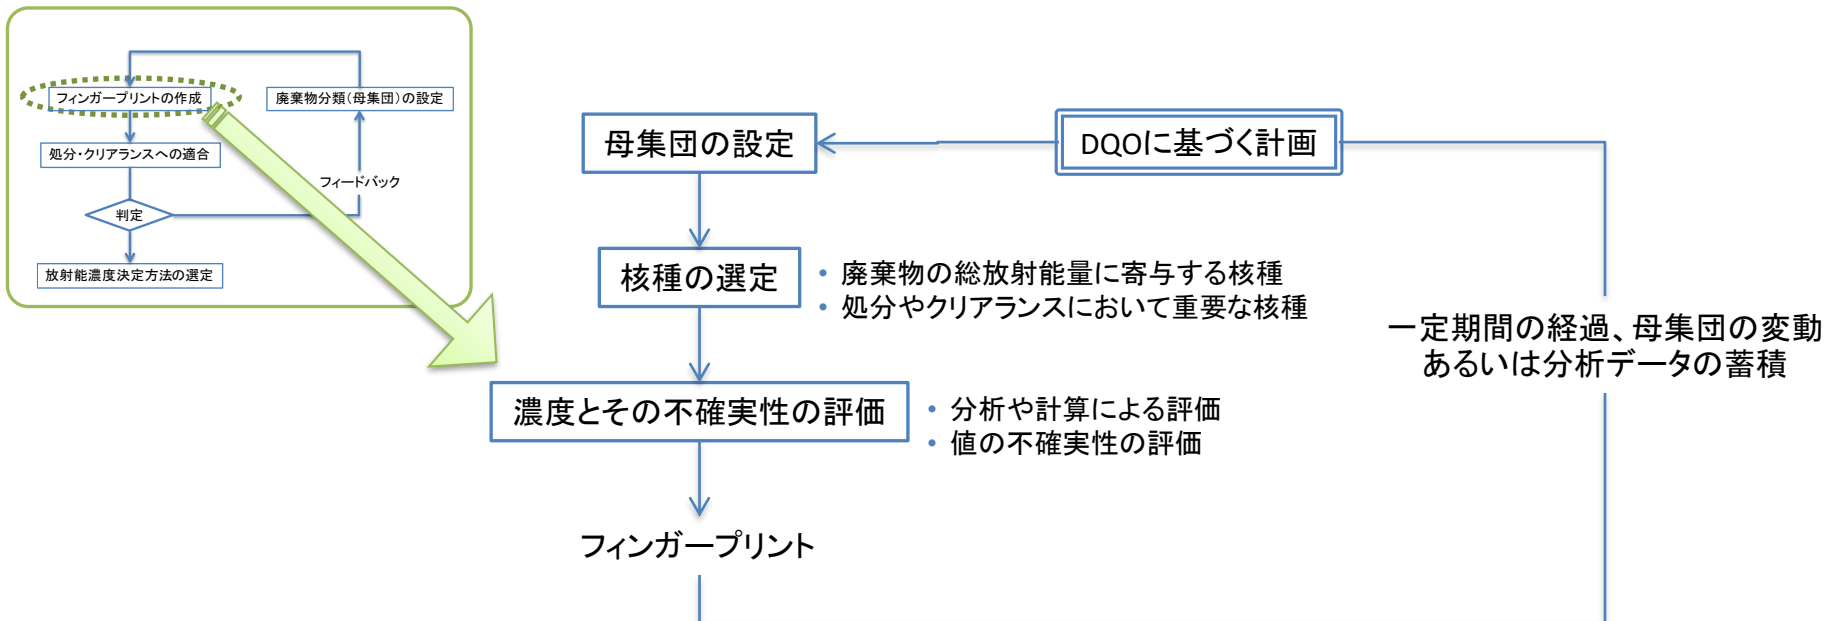 フィンガープリントの作成
廃棄物分類(母集団)の設定
処分・クリアランスへの適合
フィードバック
判定
放射能濃度決定方法の選定
母集団の設定
DQOに基づく計画
核種の選定
• 廃棄物の総放射能量に寄与する核種
• 処分やクリアランスにおいて重要な核種
一定期間の経過、母集団の変動
あるいは分析データの蓄積
濃度とその不確実性の評価
• 分析や計算による評価
• 値の不確実性の評価
フィンガープリント